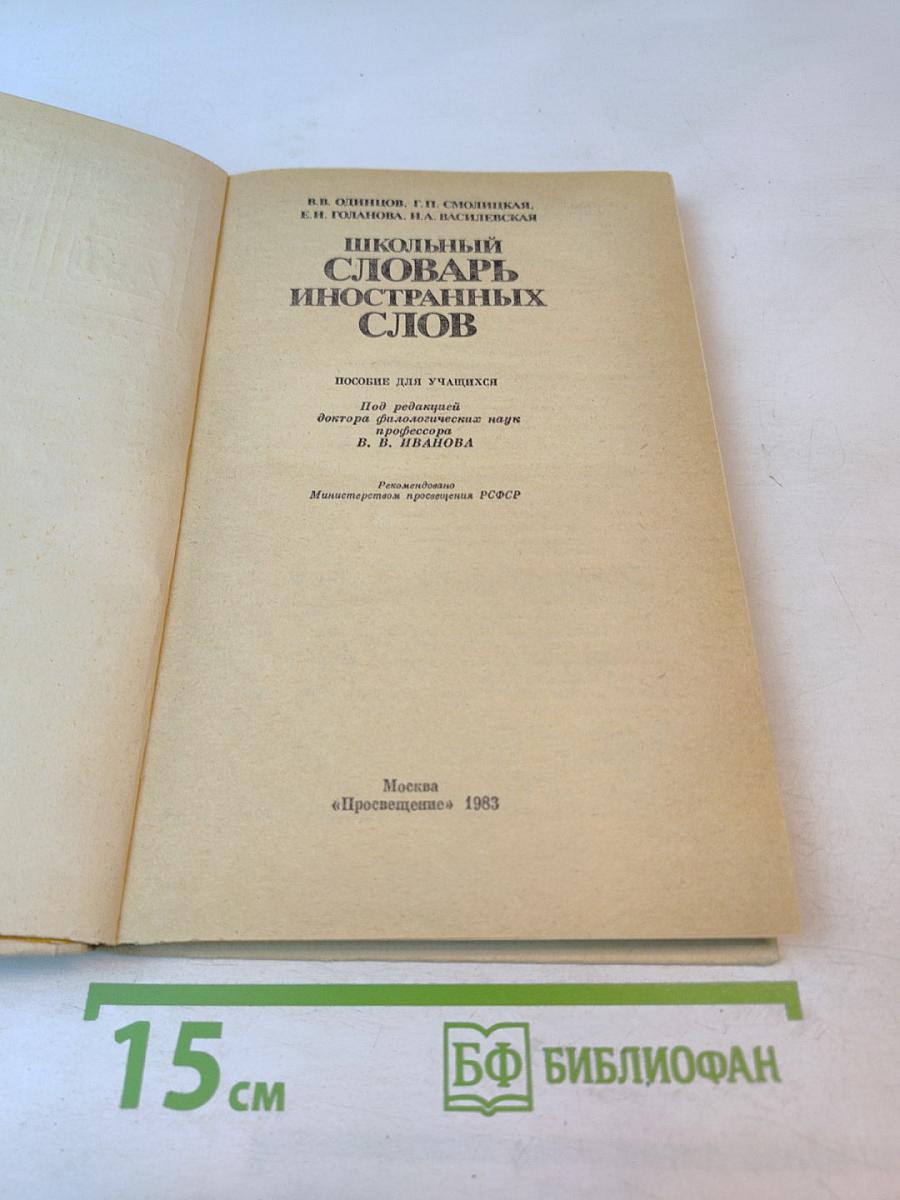 В.В. ОДИНЦОВ, Г.П. СМОЛИЦКАЯ,
Е.И. ГОЛАНОВА, И.А. ВАСИЛЕВСКАЯ
ШКОЛЬНЫЙ
СЛОВАРЬ
ИНОСТРАННЫХ
СЛОВ
ПОСОБИЕ ДЛЯ УЧАЩИХСЯ
Под редакцией
доктора филологических наук
профессора
В. В. ИВАНОВА
Рекомендовано
Министерством просвещения РСФСР
Москва
«Просвещение» 1983
15 см
БФ БИБЛИОФАН